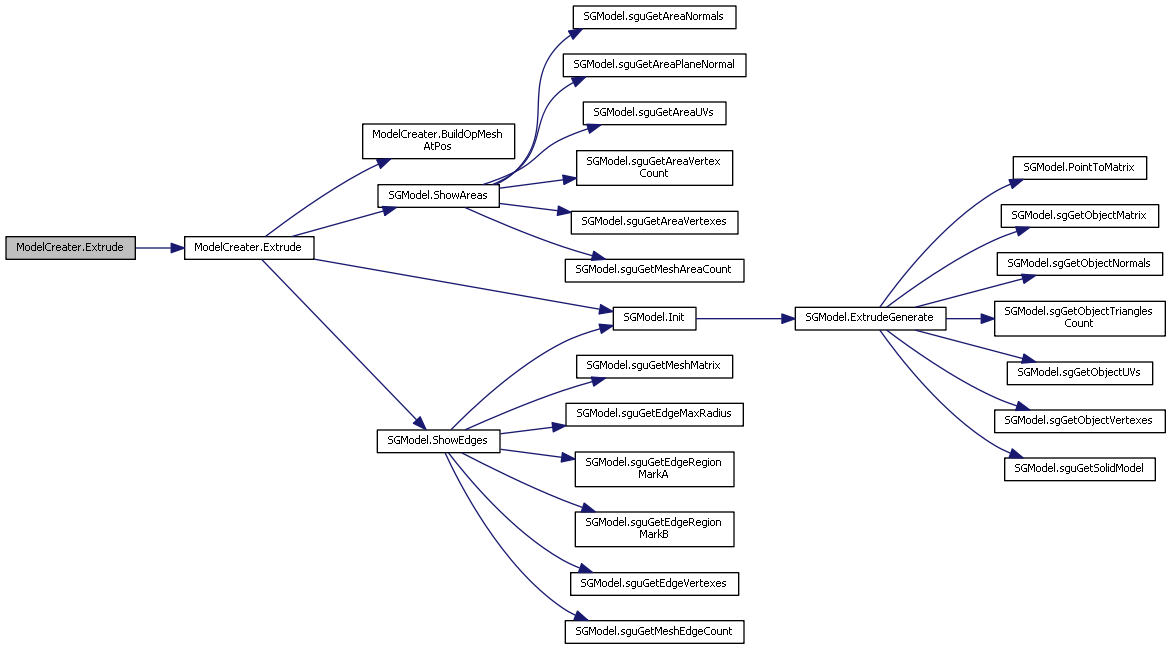 ModelCreater.Extrude
ModelCreater.Extrude
ModelCreater.BuildOpMesh
AtPos
SGModel.ShowAreas
SGModel.ShowEdges
SGModel.sguGetAreaNormals
SGModel.sguGetAreaPlaneNormal
SGModel.sguGetAreaUVs
SGModel.sguGetAreaVertex
Count
SGModel.sguGetAreaVertexes
SGModel.sguGetMeshAreaCount
SGModel.Init
SGModel.sguGetMeshMatrix
SGModel.sguGetEdgeMaxRadius
SGModel.sguGetEdgeRegion
MarkA
SGModel.sguGetEdgeRegion
MarkB
SGModel.sguGetEdgeVertexes
SGModel.sguGetMeshEdgeCount
SGModel.ExtrudeGenerate
SGModel.PointToMatrix
SGModel.sgGetObjectMatrix
SGModel.sgGetObjectNormals
SGModel.sgGetObjectTriangles
Count
SGModel.sgGetObjectUVs
SGModel.sgGetObjectVertexes
SGModel.sguGetSolidModel